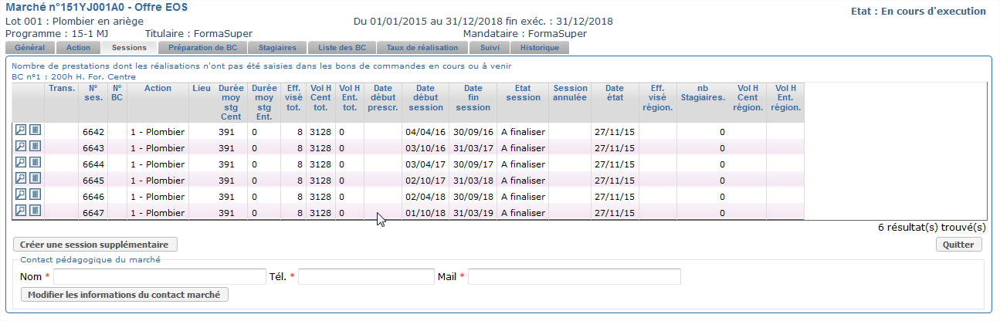 Marché n°151YJ001A0 - Offre EOS
Etat : En cours d'execution
Lot 001 : Plombier en ariège Du 01/01/2015 au 31/12/2018 fin exéc. : 31/12/2018
Programme : 15-1 MJ Titulaire : FormaSuper Mandataire : FormaSuper
Général Action Sessions Préparation de BC Stagiaires Liste des BC Taux de réalisation Suivi Historique
Nombre de prestations dont les réalisations n'ont pas été saisies dans les bons de commandes en cours ou à venir
BC n°1 : 200h H. For. Centre
Trans. N° ses. N° BC Action Lieu Durée moy stg Cent Durée moy stg Ent. Eff. visé tot. Vol H Cent tot. Vol H Ent. tot. Date début prescr. Date début session Date fin session Etat session Session annulée Date état Eff. visé région. nb Stagiaires. Vol H Cent région. Vol H Ent. région.
6642 1 - Plombier 391 0 8 3128 0 04/04/16 30/09/16 A finaliser 27/11/15 0
6643 1 - Plombier 391 0 8 3128 0 03/10/16 31/03/17 A finaliser 27/11/15 0
6644 1 - Plombier 391 0 8 3128 0 03/04/17 30/09/17 A finaliser 27/11/15 0
6645 1 - Plombier 391 0 8 3128 0 02/10/17 31/03/18 A finaliser 27/11/15 0
6646 1 - Plombier 391 0 8 3128 0 02/04/18 30/09/18 A finaliser 27/11/15 0
6647 1 - Plombier 391 0 8 3128 0 01/10/18 31/03/19 A finaliser 27/11/15 0
6 résultat(s) trouvé(s)
Créer une session supplémentaire Quitter
Contact pédagogique du marché
Nom * Tél. * Mail *
Modifier les informations du contact marché